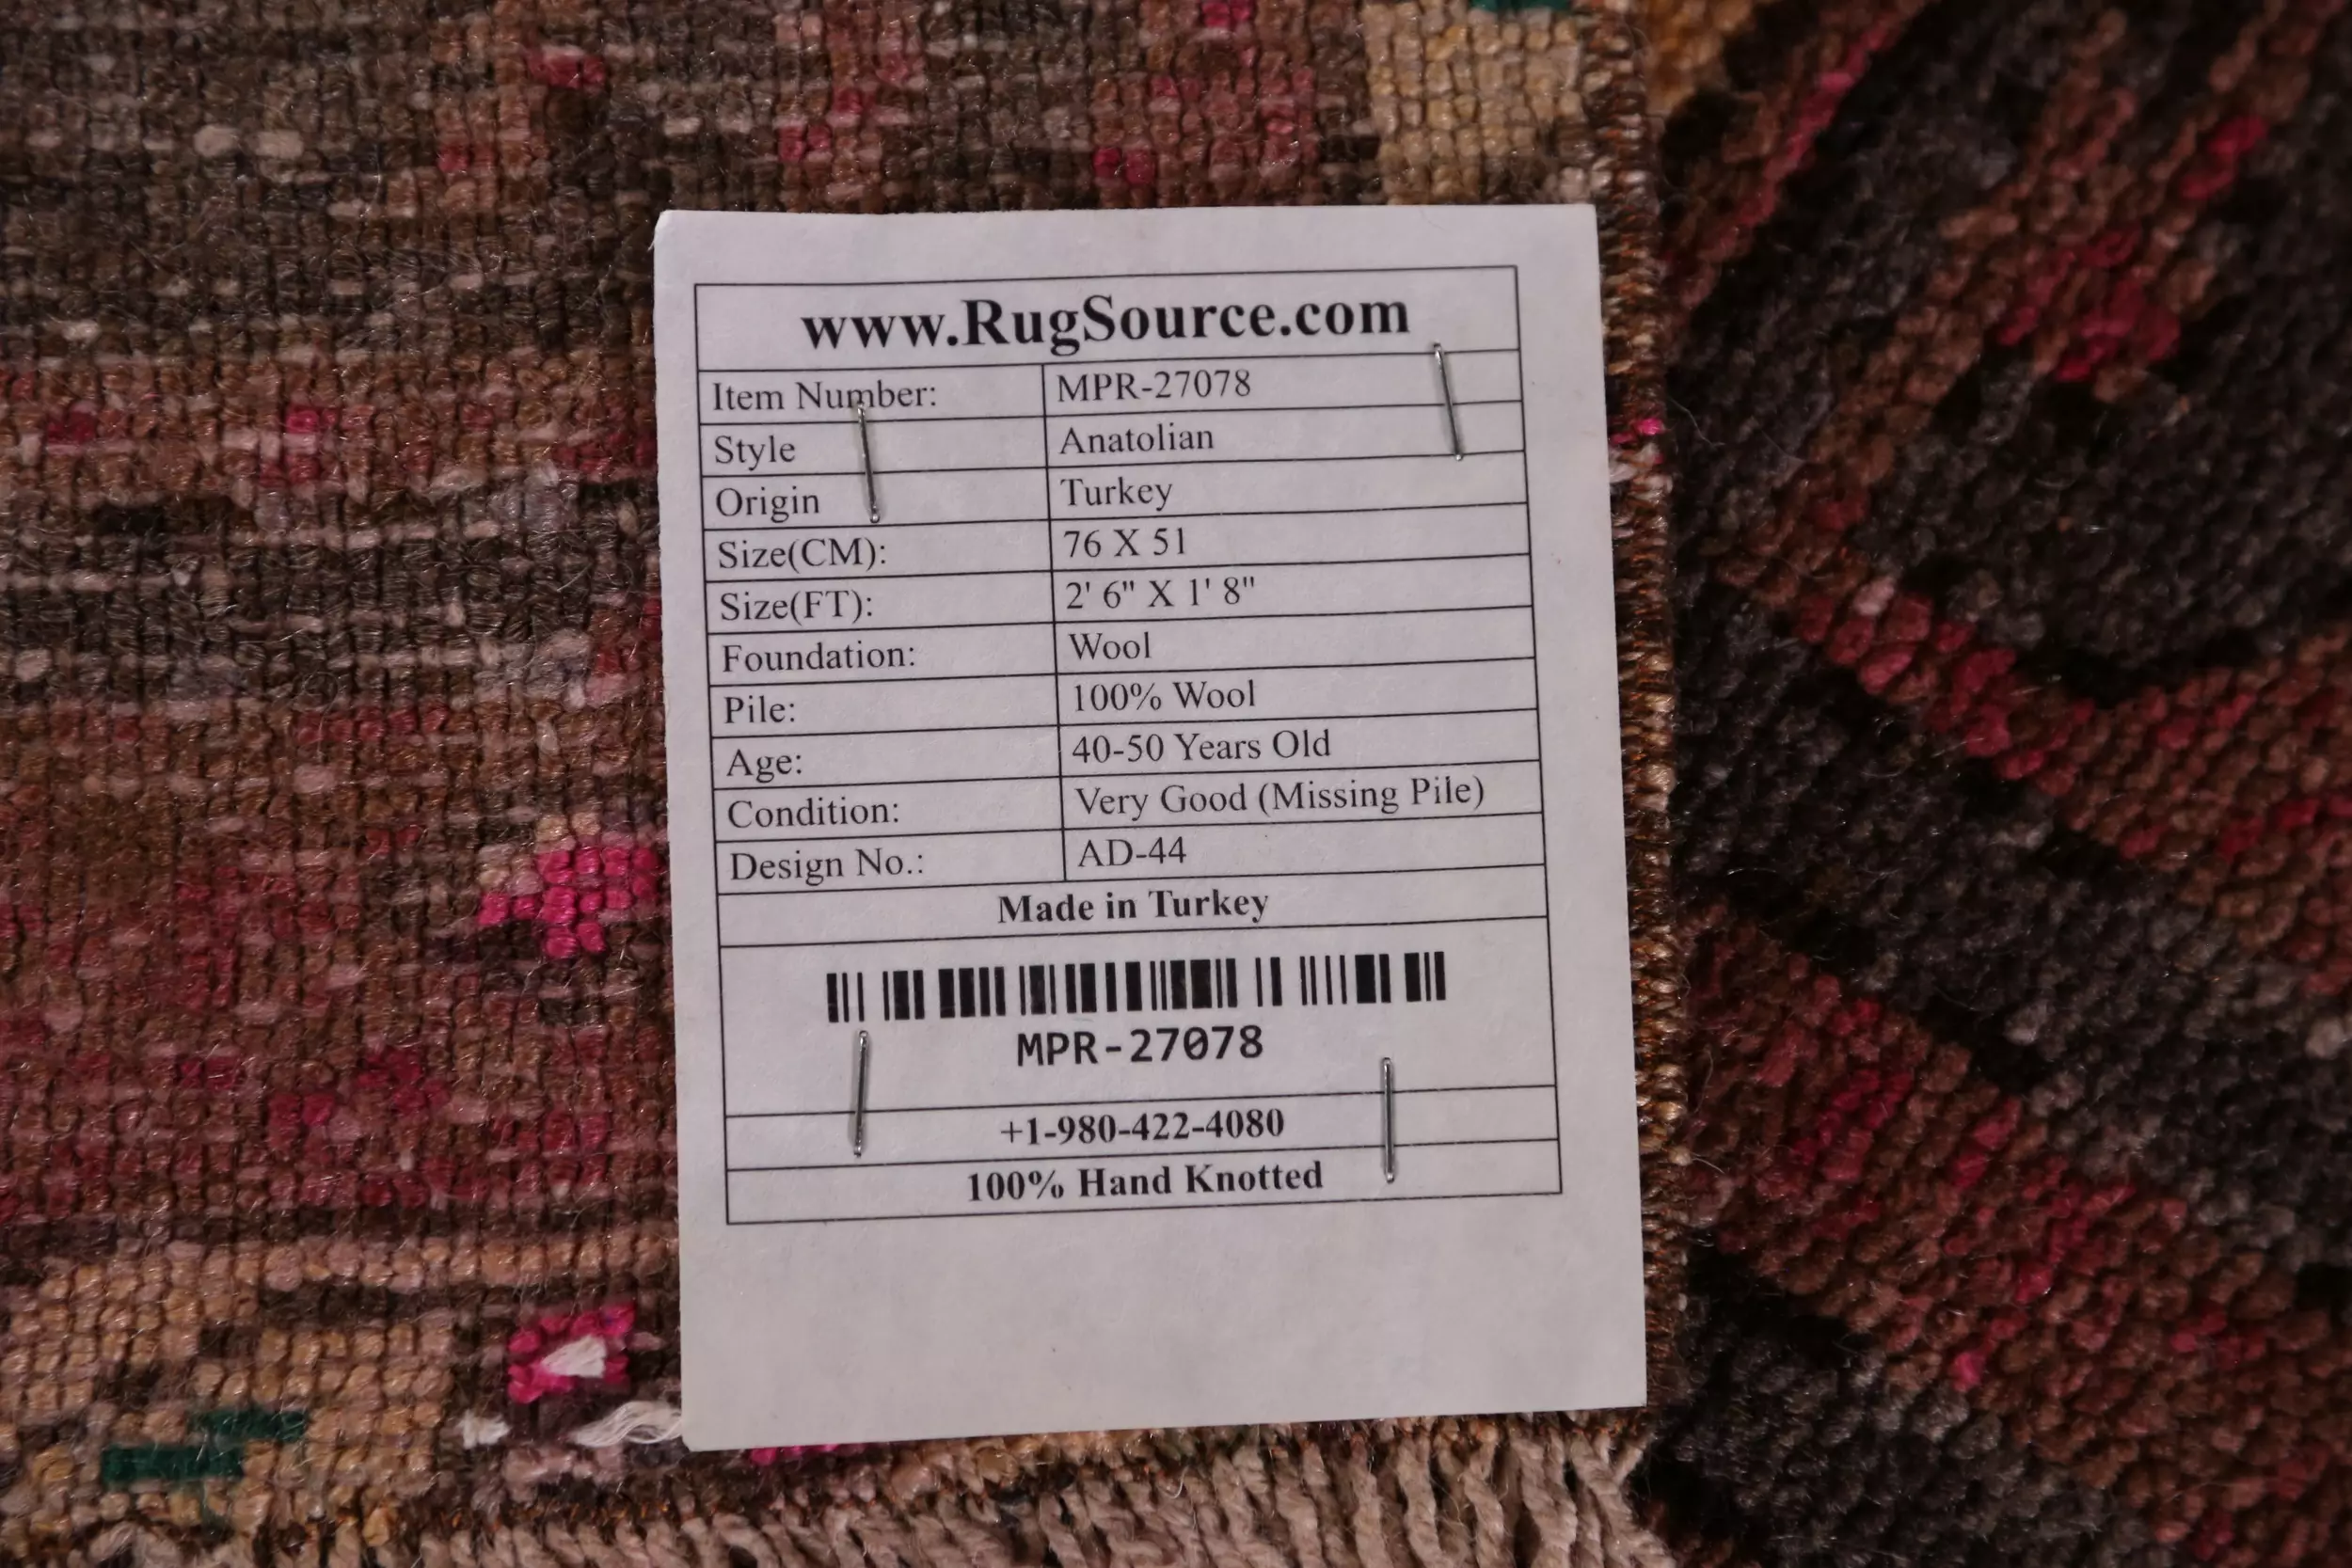 www.RugSource.com
Item Number: MPR-27078
Style Anatolian
Origin Turkey
Size(CM): 76 X 51
Size(FT): 2' 6" X 1' 8"
Foundation: Wool
Pile: 100% Wool
Age: 40-50 Years Old
Condition: Very Good (Missing Pile)
Design No.: AD-44
Made in Turkey
MPR-27078
+1-980-422-4080
100% Hand Knotted